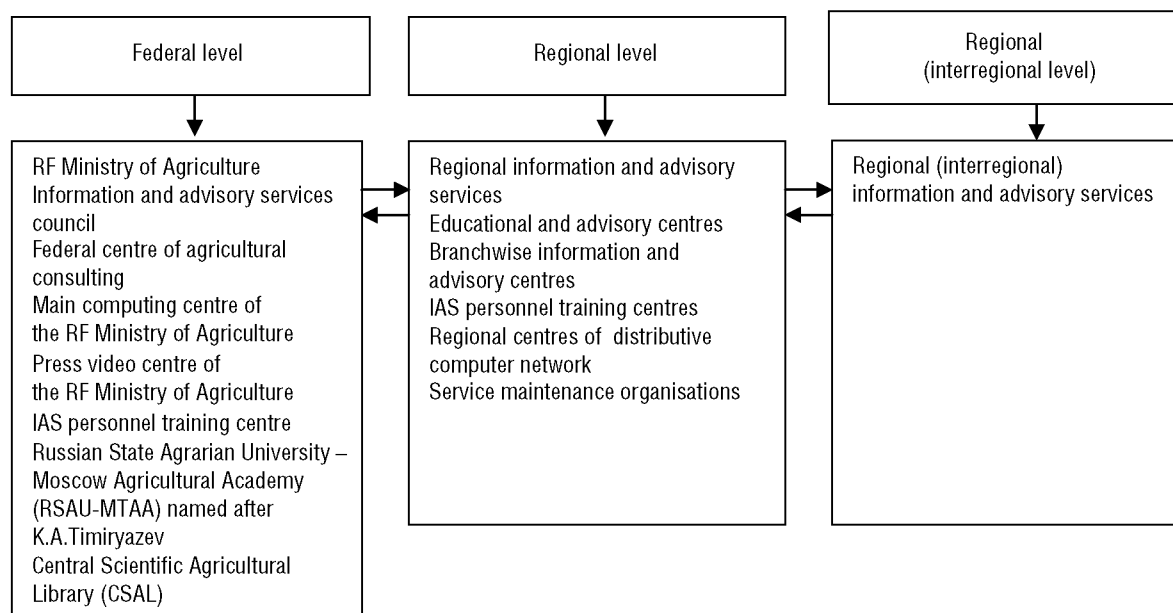 Federal level
Regional level
Regional
(interregional level)
RF Ministry of Agriculture
Information and advisory services
council
Federal centre of agricultural
consulting
Main computing centre of
the RF Ministry of Agriculture
Press video centre of
the RF Ministry of Agriculture
IAS personnel training centre
Russian State Agrarian University –
Moscow Agricultural Academy
(RSAU-MTAA) named after
K.A.Timiryazev
Central Scientific Agricultural
Library (CSAL)
Regional information and advisory
services
Educational and advisory centres
Branchwise information and
advisory centres
IAS personnel training centres
Regional centres of distributive
computer network
Service maintenance organisations
Regional (interregional)
information and advisory services